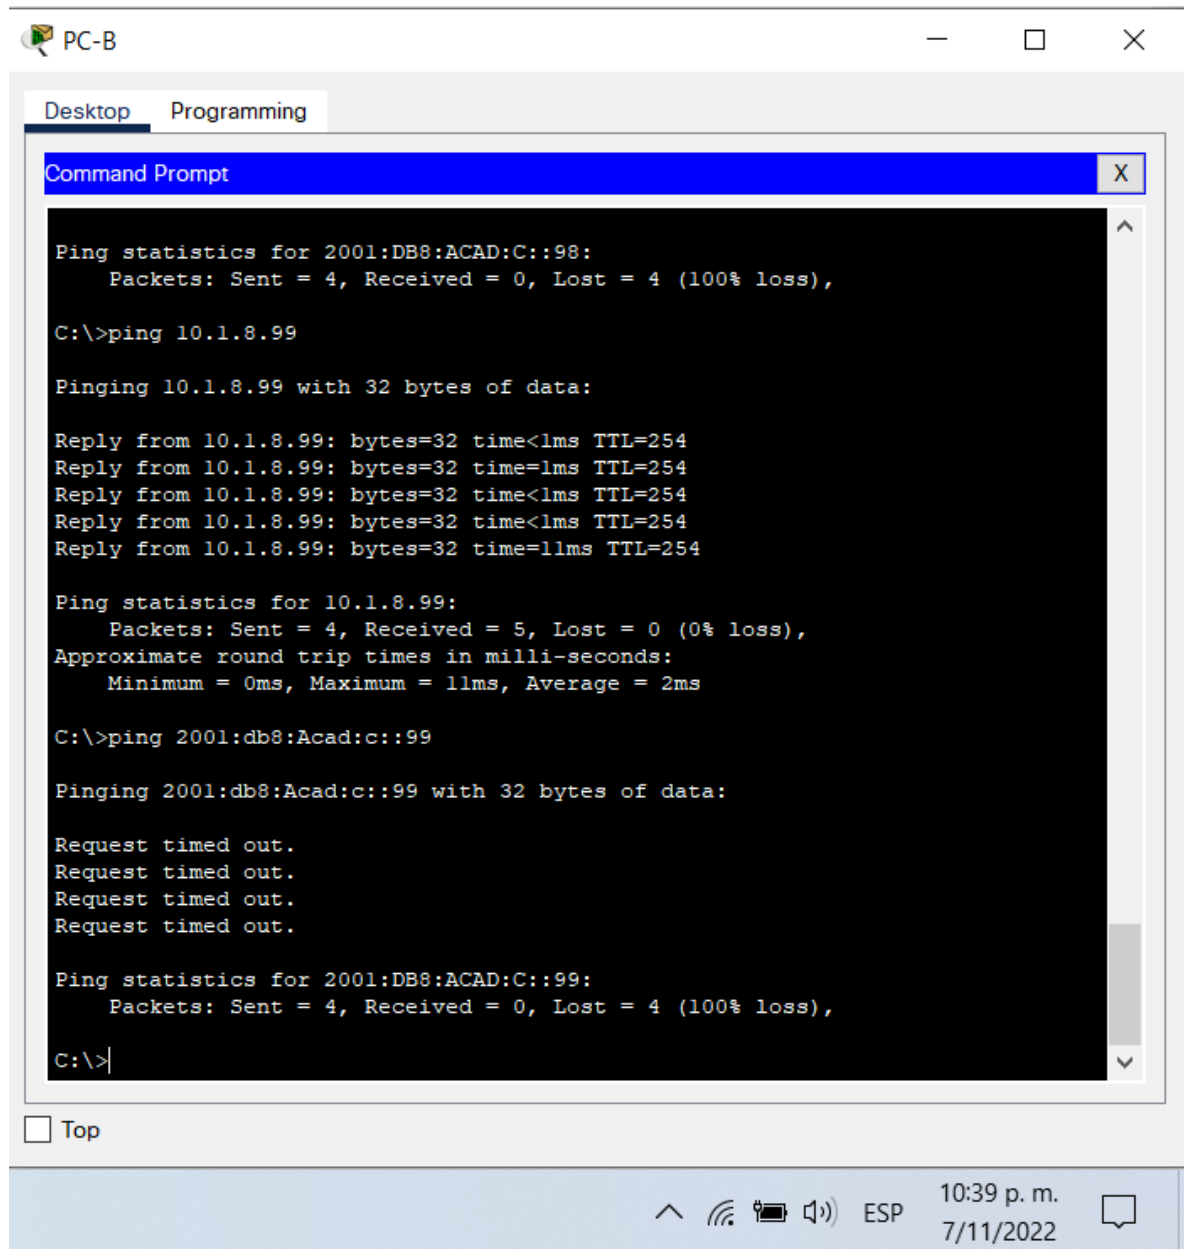 PC-B
Desktop Programming
Command Prompt X
Ping statistics for 2001:DB8:ACAD:C::98:
Packets: Sent = 4, Received = 0, Lost = 4 (100% loss),
C:\>ping 10.1.8.99
Pinging 10.1.8.99 with 32 bytes of data:
Reply from 10.1.8.99: bytes=32 time<1ms TTL=254
Reply from 10.1.8.99: bytes=32 time=1ms TTL=254
Reply from 10.1.8.99: bytes=32 time<1ms TTL=254
Reply from 10.1.8.99: bytes=32 time<1ms TTL=254
Reply from 10.1.8.99: bytes=32 time=11ms TTL=254
Ping statistics for 10.1.8.99:
Packets: Sent = 4, Received = 5, Lost = 0 (0% loss),
Approximate round trip times in milli-seconds:
Minimum = 0ms, Maximum = 11ms, Average = 2ms
C:\>ping 2001:db8:Acad:c::99
Pinging 2001:db8:Acad:c::99 with 32 bytes of data:
Request timed out.
Request timed out.
Request timed out.
Request timed out.
Ping statistics for 2001:DB8:ACAD:C::99:
Packets: Sent = 4, Received = 0, Lost = 4 (100% loss),
C:\>
Top
ESP
10:39 p. m.
7/11/2022